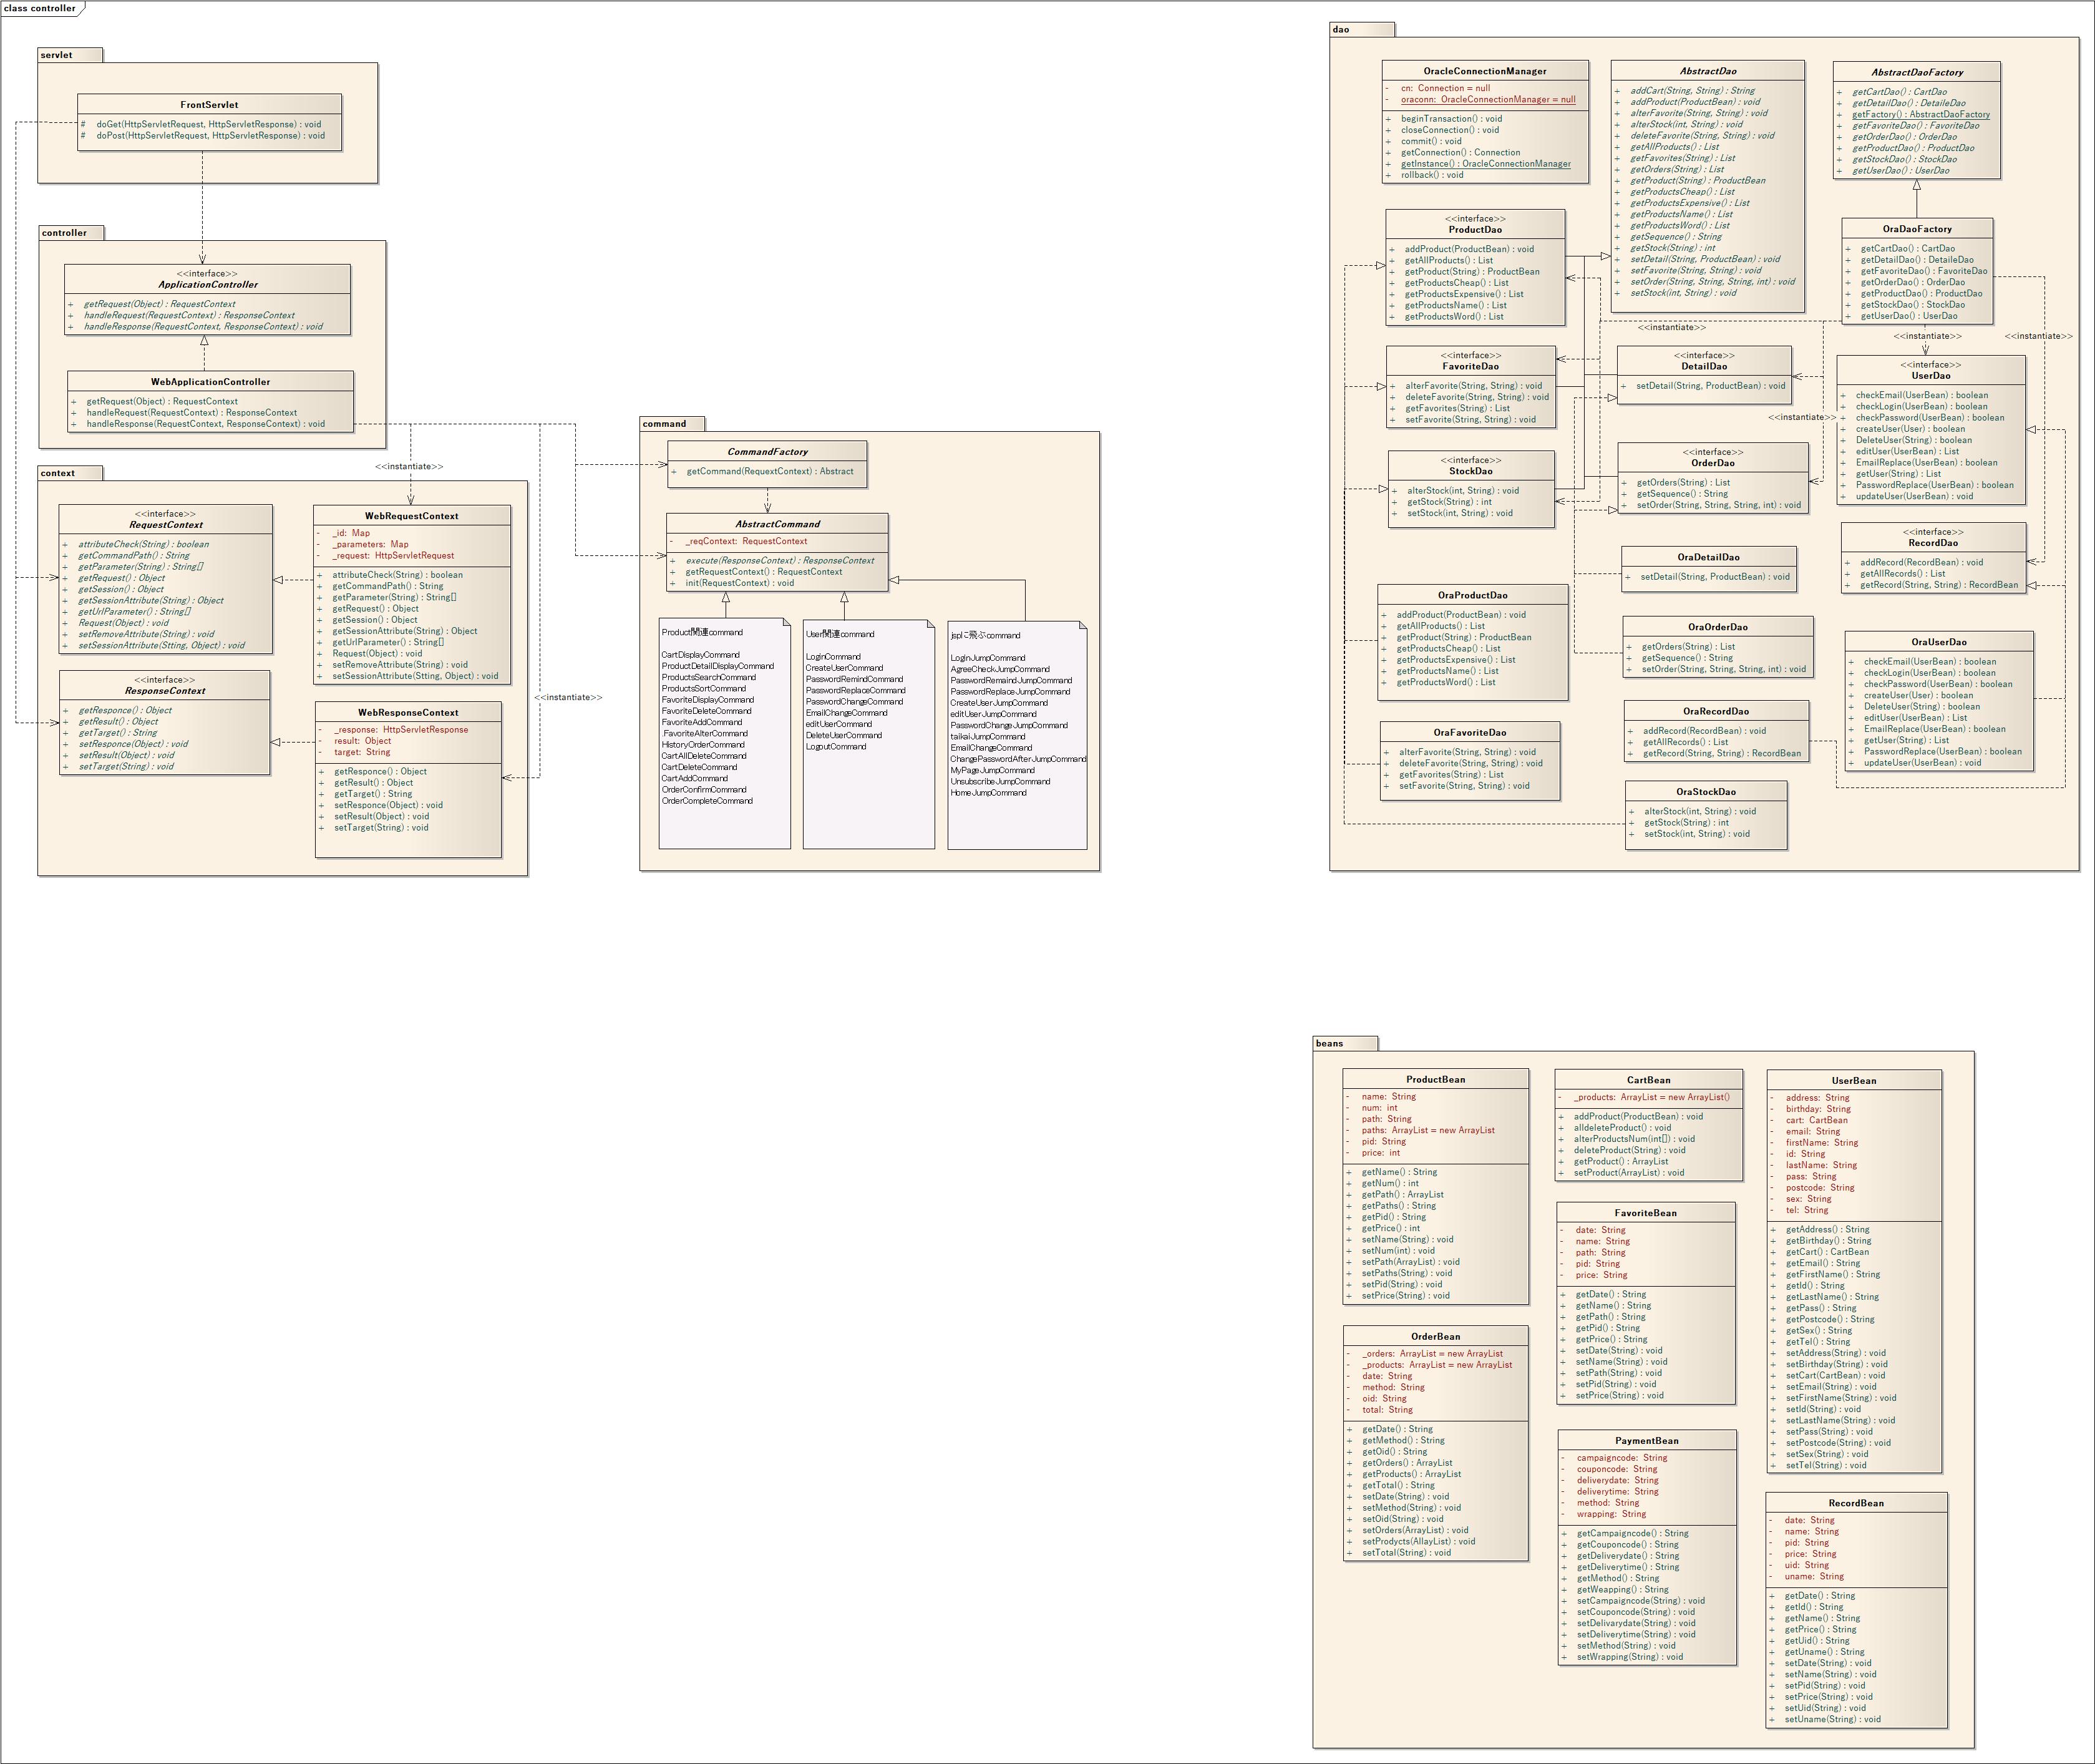 class controller
servlet
FrontServlet
# doGet(HttpServletRequest, HttpServletResponse) : void
# doPost(HttpServletRequest, HttpServletResponse) : void
controller
<<interface>>
ApplicationController
+ getRequest(Object) : RequestContext
+ handleRequest(RequestContext) : ResponseContext
+ handleResponse(RequestContext, ResponseContext) : void
WebApplicationController
+ getRequest(Object) : RequestContext
+ handleRequest(RequestContext) : ResponseContext
+ handleResponse(RequestContext, ResponseContext) : void
<<instantiate>>
<<instantiate>>
context
<<interface>>
RequestContext
+ attributeCheck(String) : boolean
+ getCommandPath() : String
+ getParameter(String) : String[]
+ getRequest() : Object
+ getSession() : Object
+ getSessionAttribute(String) : Object
+ getUrlParameter() : String[]
+ Request(Object) : void
+ setRemoveAttribute(String) : void
+ setSessionAttribute(Stting, Object) : void
WebRequestContext
- _id: Map
- _parameters: Map
- _request: HttpServletRequest
+ attributeCheck(String) : boolean
+ getCommandPath() : String
+ getParameter(String) : String[]
+ getRequest() : Object
+ getSession() : Object
+ getSessionAttribute(String) : Object
+ getUrlParameter() : String[]
+ Request(Object) : void
+ setRemoveAttribute(String) : void
+ setSessionAttribute(Stting, Object) : void
<<interface>>
ResponseContext
+ getResponce() : Object
+ getResult() : Object
+ getTarget() : String
+ setResponce(Object) : void
+ setResult(Object) : void
+ setTarget(String) : void
WebResponseContext
- _response: HttpServletResponse
- result: Object
- target: String
+ getResponce() : Object
+ getResult() : Object
+ getTarget() : String
+ setResponce(Object) : void
+ setResult(Object) : void
+ setTarget(String) : void
command
CommandFactory
+ getCommand(RequextContext) : Abstract
AbstractCommand
- _reqContext: RequestContext
+ execute(ResponseContext) : ResponseContext
+ getRequestContext() : RequestContext
+ init(RequestContext) : void
Product関連command
CartDisplayCommand
ProductDetailDisplayCommand
ProductsSearchCommand
ProductsSortCommand
FavoriteDisplayCommand
FavoriteDeleteCommand
FavoriteAddCommand
.FavoriteAlterCommand
HistoryOrderCommand
CartAllDeleteCommand
CartDeleteCommand
CartAddCommand
OrderConfirmCommand
OrderCompleteCommand
User関連command
LoginCommand
CreateUserCommand
PasswordRemindCommand
PasswordReplaceCommand
PasswordChangeCommand
EmailChangeCommand
editUserCommand
DeleteUserCommand
LogoutCommand
jspに飛ぶcommand
LoginJumpCommand
AgreeCheckJumpCommand
PasswordRemaindJumpCommand
PasswordReplaceJumpCommand
CreateUserJumpCommand
editUserJumpCommand
PasswordChangeJumpCommand
taikaiJumpCommand
EmailChangeCommand
ChangePasswordAfterJumpCommand
MyPageJumpCommand
UnsubscribeJumpCommand
HomeJumpCommand
dao
OracleConnectionManager
- cn: Connection = null
- oraconn: OracleConnectionManager = null
+ beginTransaction() : void
+ closeConnection() : void
+ commit() : void
+ getConnection() : Connection
+ getInstance() : OracleConnectionManager
+ rollback() : void
AbstractDao
+ addCart(String, String) : String
+ addProduct(ProductBean) : void
+ alterFavorite(String, String) : void
+ alterStock(int, String) : void
+ deleteFavorite(String, String) : void
+ getAllProducts() : List
+ getFavorites(String) : List
+ getOrders(String) : List
+ getProduct(String) : ProductBean
+ getProductsCheap() : List
+ getProductsExpensive() : List
+ getProductsName() : List
+ getProductsWord() : List
+ getSequence() : String
+ getStock(String) : int
+ setDetail(String, ProductBean) : void
+ setFavorite(String, String) : void
+ setOrder(String, String, String, int) : void
+ setStock(int, String) : void
AbstractDaoFactory
+ getCartDao() : CartDao
+ getDetailDao() : DetaileDao
+ getFactory() : AbstractDaoFactory
+ getFavoriteDao() : FavoriteDao
+ getOrderDao() : OrderDao
+ getProductDao() : ProductDao
+ getStockDao() : StockDao
+ getUserDao() : UserDao
<<interface>>
ProductDao
+ addProduct(ProductBean) : void
+ getAllProducts() : List
+ getProduct(String) : ProductBean
+ getProductsCheap() : List
+ getProductsExpensive() : List
+ getProductsName() : List
+ getProductsWord() : List
OraDaoFactory
+ getCartDao() : CartDao
+ getDetailDao() : DetaileDao
+ getFavoriteDao() : FavoriteDao
+ getOrderDao() : OrderDao
+ getProductDao() : ProductDao
+ getStockDao() : StockDao
+ getUserDao() : UserDao
<<instantiate>>
<<instantiate>>
<<instantiate>>
<<instantiate>>
<<interface>>
FavoriteDao
+ alterFavorite(String, String) : void
+ deleteFavorite(String, String) : void
+ getFavorites(String) : List
+ setFavorite(String, String) : void
<<interface>>
DetailDao
+ setDetail(String, ProductBean) : void
<<interface>>
UserDao
+ checkEmail(UserBean) : boolean
+ checkLogin(UserBean) : boolean
+ checkPassword(UserBean) : boolean
+ createUser(User) : boolean
+ DeleteUser(String) : boolean
+ editUser(UserBean) : List
+ EmailReplace(UserBean) : boolean
+ getUser(String) : List
+ PasswordReplace(UserBean) : boolean
+ updateUser(UserBean) : void
<<interface>>
StockDao
+ alterStock(int, String) : void
+ getStock(String) : int
+ setStock(int, String) : void
<<interface>>
OrderDao
+ getOrders(String) : List
+ getSequence() : String
+ setOrder(String, String, String, int) : void
<<interface>>
RecordDao
+ addRecord(RecordBean) : void
+ getAllRecords() : List
+ getRecord(String, String) : RecordBean
OraDetailDao
+ setDetail(String, ProductBean) : void
OraProductDao
+ addProduct(ProductBean) : void
+ getAllProducts() : List
+ getProduct(String) : ProductBean
+ getProductsCheap() : List
+ getProductsExpensive() : List
+ getProductsName() : List
+ getProductsWord() : List
OraOrderDao
+ getOrders(String) : List
+ getSequence() : String
+ setOrder(String, String, String, int) : void
OraUserDao
+ checkEmail(UserBean) : boolean
+ checkLogin(UserBean) : boolean
+ checkPassword(UserBean) : boolean
+ createUser(User) : boolean
+ DeleteUser(String) : boolean
+ editUser(UserBean) : List
+ EmailReplace(UserBean) : boolean
+ getUser(String) : List
+ PasswordReplace(UserBean) : boolean
+ updateUser(UserBean) : void
OraRecordDao
+ addRecord(RecordBean) : void
+ getAllRecords() : List
+ getRecord(String, String) : RecordBean
OraFavoriteDao
+ alterFavorite(String, String) : void
+ deleteFavorite(String, String) : void
+ getFavorites(String) : List
+ setFavorite(String, String) : void
OraStockDao
+ alterStock(int, String) : void
+ getStock(String) : int
+ setStock(int, String) : void
beans
ProductBean
- name: String
- num: int
- path: String
- paths: ArrayList = new ArrayList
- pid: String
- price: int
+ getName() : String
+ getNum() : int
+ getPath() : ArrayList
+ getPaths() : String
+ getPid() : String
+ getPrice() : int
+ setName(String) : void
+ setNum(int) : void
+ setPath(ArrayList) : void
+ setPaths(String) : void
+ setPid(String) : void
+ setPrice(String) : void
CartBean
- _products: ArrayList = new ArrayList()
+ addProduct(ProductBean) : void
+ alldeleteProduct() : void
+ alterProductsNum(int[]) : void
+ deleteProduct(String) : void
+ getProduct() : ArrayList
+ setProduct(ArrayList) : void
UserBean
- address: String
- birthday: String
- cart: CartBean
- email: String
- firstName: String
- id: String
- lastName: String
- pass: String
- postcode: String
- sex: String
- tel: String
+ getAddress() : String
+ getBirthday() : String
+ getCart() : CartBean
+ getEmail() : String
+ getFirstName() : String
+ getId() : String
+ getLastName() : String
+ getPass() : String
+ getPostcode() : String
+ getSex() : String
+ getTel() : String
+ setAddress(String) : void
+ setBirthday(String) : void
+ setCart(CartBean) : void
+ setEmail(String) : void
+ setFirstName(String) : void
+ setId(String) : void
+ setLastName(String) : void
+ setPass(String) : void
+ setPostcode(String) : void
+ setSex(String) : void
+ setTel(String) : void
FavoriteBean
- date: String
- name: String
- path: String
- pid: String
- price: String
+ getDate() : String
+ getName() : String
+ getPath() : String
+ getPid() : String
+ getPrice() : String
+ setDate(String) : void
+ setName(String) : void
+ setPath(String) : void
+ setPid(String) : void
+ setPrice(String) : void
OrderBean
- _orders: ArrayList = new ArrayList
- _products: ArrayList = new ArrayList
- date: String
- method: String
- oid: String
- total: String
+ getDate() : String
+ getMethod() : String
+ getOid() : String
+ getOrders() : ArrayList
+ getProducts() : ArrayList
+ getTotal() : String
+ setDate(String) : void
+ setMethod(String) : void
+ setOid(String) : void
+ setOrders(ArrayList) : void
+ setProdycts(AllayList) : void
+ setTotal(String) : void
PaymentBean
- campaigncode: String
- couponcode: String
- deliverydate: String
- deliverytime: String
- method: String
- wrapping: String
+ getCampaigncode() : String
+ getCouponcode() : String
+ getDeliverydate() : String
+ getDeliverytime() : String
+ getMethod() : String
+ getWeapping() : String
+ setCampaigncode(String) : void
+ setCouponcode(String) : void
+ setDelivarydate(String) : void
+ setDeliverytime(String) : void
+ setMethod(String) : void
+ setWrapping(String) : void
RecordBean
- date: String
- name: String
- pid: String
- price: String
- uid: String
- uname: String
+ getDate() : String
+ getId() : String
+ getName() : String
+ getPrice() : String
+ getUid() : String
+ getUname() : String
+ setDate(String) : void
+ setName(String) : void
+ setPid(String) : void
+ setPrice(String) : void
+ setUid(String) : void
+ setUname(String) : void